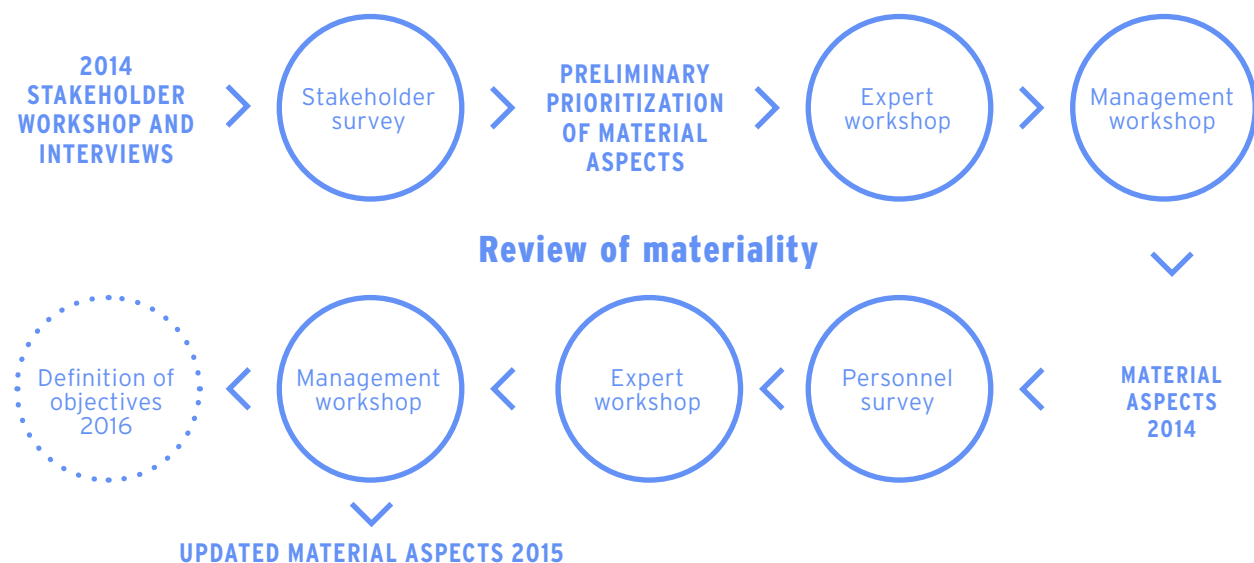 2014
STAKEHOLDER
WORKSHOP AND
INTERVIEWS
Stakeholder
survey
PRELIMINARY
PRIORITIZATION
OF MATERIAL
ASPECTS
Expert
workshop
Management
workshop
Review of materiality
MATERIAL
ASPECTS
2014
Personnel
survey
Expert
workshop
Management
workshop
Definition of
objectives
2016
UPDATED MATERIAL ASPECTS 2015